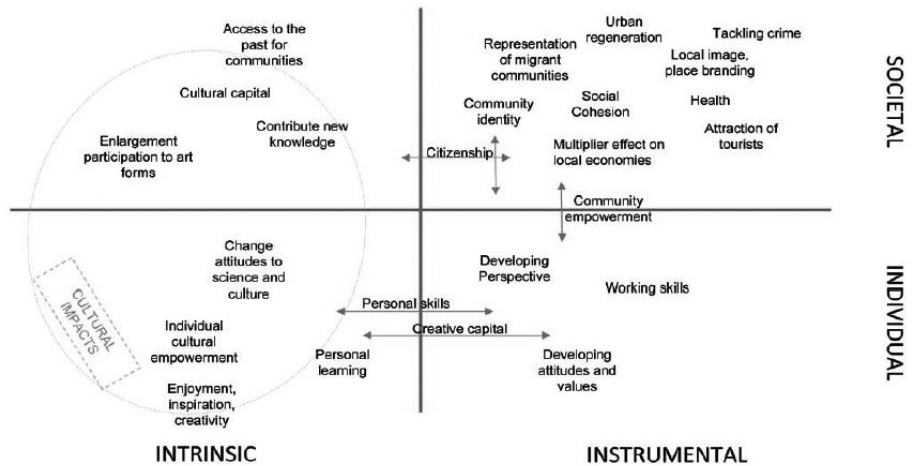 Access to the
past for
communities
Cultural capital
Contribute new
knowledge
Enlargement
participation to art
forms
Urban
regeneration
Tackling crime
Representation
of migrant
communities
Local image,
place branding
Community
identity
Social
Cohesion
Health
Attraction of
tourists
Citizenship
Multiplier effect on
local economies
Community
empowerment
SOCIETAL
Change
attitudes to
science and
culture
CULTURAL
IMPACTS
Individual
cultural
empowerment
Enjoyment,
inspiration,
creativity
Personal skills
Creative capital
Personal
learning
Developing
Perspective
Working skills
Developing
attitudes and
values
INDIVIDUAL
INTRINSIC
INSTRUMENTAL